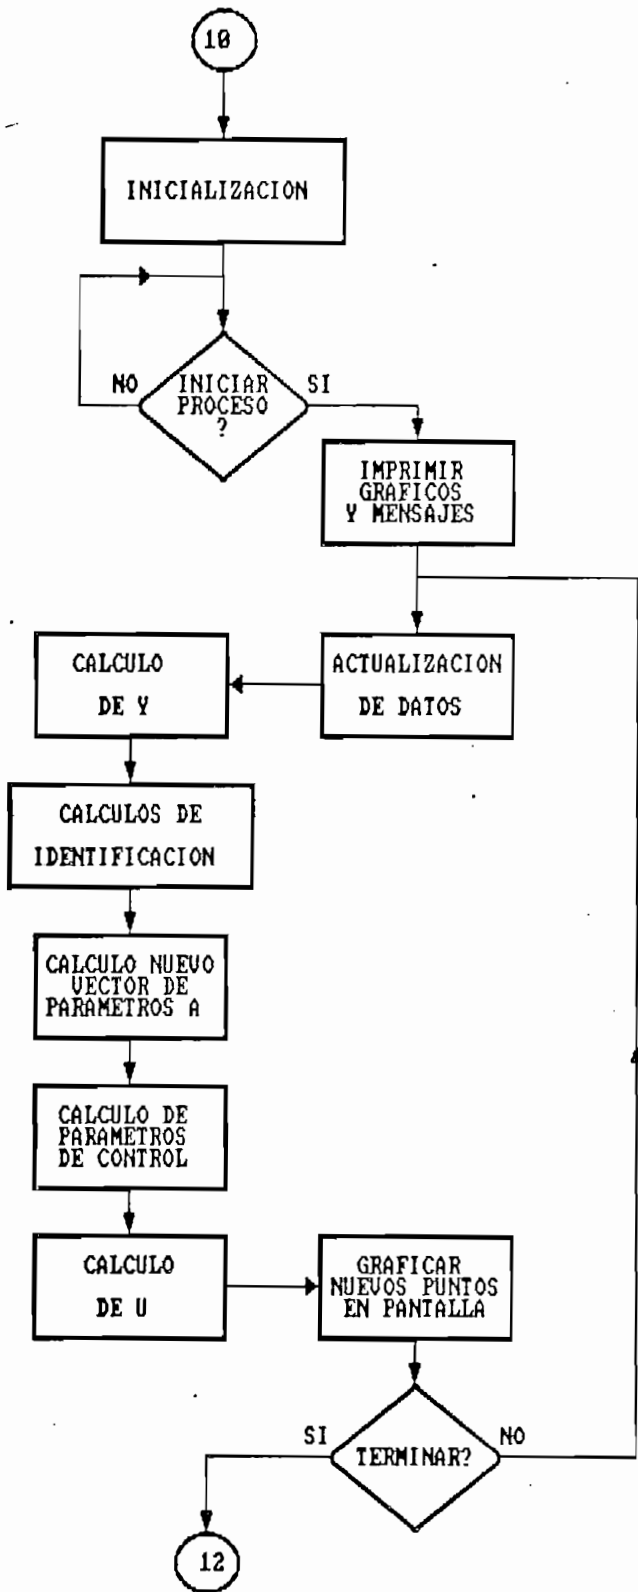 10
INICIALIZACION
NO
INICIAR
PROCESO
?
SI
IMPRIMIR
GRAFICOS
Y MENSAJES
ACTUALIZACION
DE DATOS
CALCULO
DE Y
CALCULOS DE
IDENTIFICACION
CALCULO NUEVO
VECTOR DE
PARAMETROS A
CALCULO DE
PARAMETROS
DE CONTROL
CALCULO
DE U
GRAFICAR
NUEVOS PUNTOS
EN PANTALLA
SI
TERMINAR?
NO
12